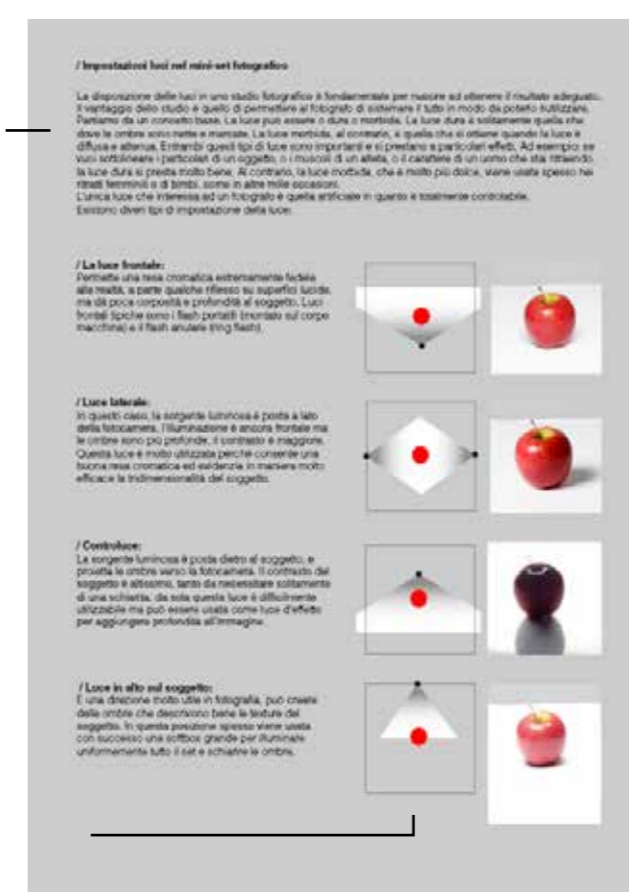 / Impostazioni luci nel mini-set fotografico
La disposizione delle luci in uno studio fotografico è fondamentale per riuscire ad ottenere il risultato adeguato.
Il vantaggio dello studio è quello di permettere al fotografo di sistemare il tutto in modo da poterlo riutilizzare.
Partiamo da un concetto base. La luce può essere o dura o morbida. La luce dura è solitamente quella che
dove le ombre sono nette e marcate. La luce morbida, al contrario, è quella che si ottiene quando la luce è
diffusa e attenua. Entrambi questi tipi di luce sono importanti e si prestano a particolari effetti. Ad esempio: se
vuoi sottolineare i particolari di un oggetto, o i muscoli di un atleta, o il carattere di un uomo che stai ritraendo,
la luce dura si presta molto bene. Al contrario, la luce morbida, che è molto più dolce, viene usata spesso nei
ritratti femminili o di bimbi, come in altre mille occasioni.
L'unica luce che interessa ad un fotografo è quella artificiale in quanto è totalmente controllabile.
Esistono diveri tipi di impostazione della luce:
/ La luce frontale:
Permette una resa cromatica estremamente fedele
alla realtà, a parte qualche riflesso su superfici lucide,
ma dà poca corposità e profondità al soggetto. Luci
frontali tipiche sono i flash portatili (montato sul corpo
macchina) e il flash anulare (ring flash).
/ Luce laterale:
In questo caso, la sorgente luminosa è posta a lato
della fotocamera, l'illuminazione è ancora frontale ma
le ombre sono più profonde, il contrasto è maggiore.
Questa luce è molto utilizzata perché consente una
buona resa cromatica ed evidenzia in maniera molto
efficace la tridimensionalità del soggetto.
/ Controluce:
La sorgente luminosa è posta dietro al soggetto, e
proietta le ombre verso la fotocamera. Il contrasto del
soggetto è altissimo, tanto da necessitare solitamente
di una schiarita, da sola questa luce è difficilmente
utilizzabile ma può essere usata come luce d'effetto
per aggiungere profondità all'immagine.
/ Luce in alto sul soggetto:
È una direzione molto utile in fotografia, può creare
delle ombre che descrivono bene le texture del
soggetto. In questa posizione spesso viene usata
con successo una softbox grande per illuminare
uniformemente tutto il set e schiarire le ombre.